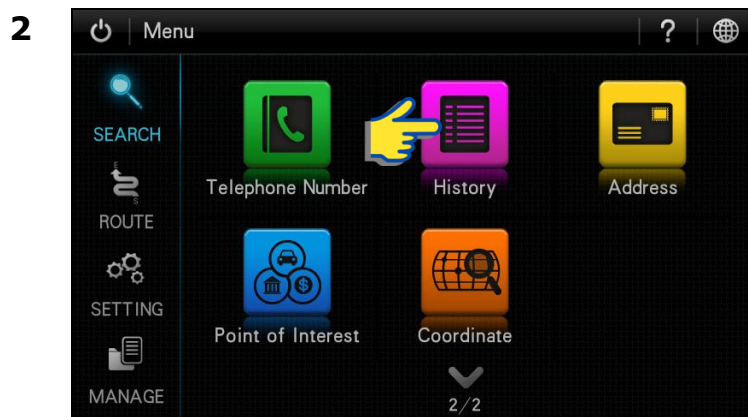 2
Menu ?
SEARCH
Telephone Number History Address
ROUTE
SETTING
Point of Interest Coordinate
MANAGE
2/2